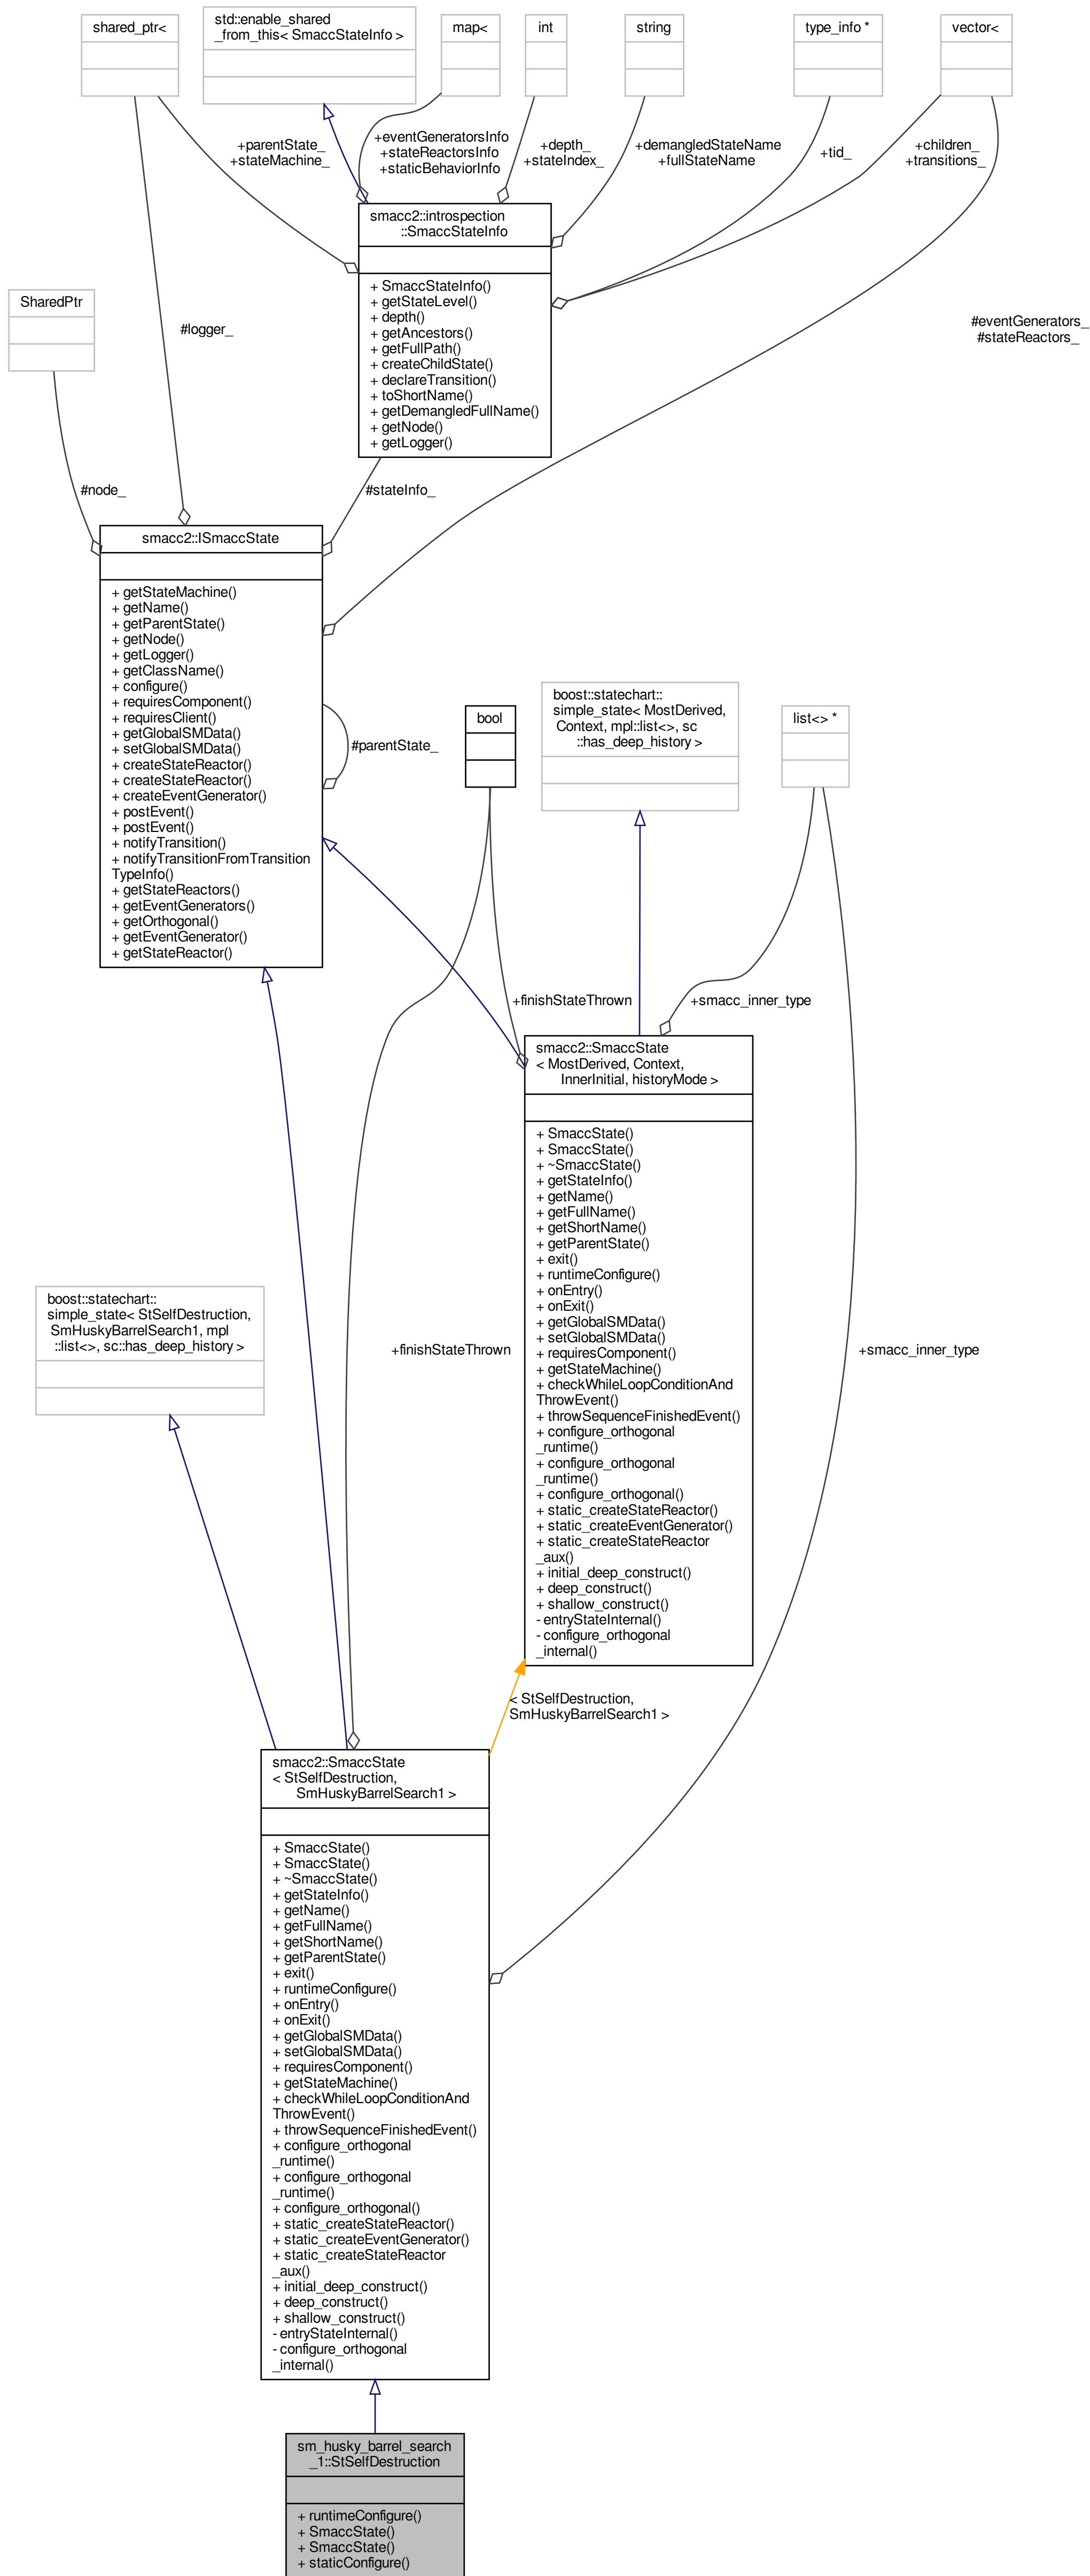 shared_ptr<
std::enable_shared
_from_this< SmaccStateInfo >
map<
int
string
type_info *
vector<
+parentState_
+stateMachine_
+eventGeneratorsInfo
+stateReactorsInfo
+staticBehaviorInfo
+depth_
+stateIndex_
+demangledStateName
+fullStateName
+tid_
+children_
+transitions_
smacc2::introspection
::SmaccStateInfo
+ SmaccStateInfo()
+ getStateLevel()
+ depth()
+ getAncestors()
+ getFullPath()
+ createChildState()
+ declareTransition()
+ toShortName()
+ getDemangledFullName()
+ getNode()
+ getLogger()
SharedPtr
#logger_
#eventGenerators_
#stateReactors_
#node_
#stateInfo_
smacc2::ISmaccState
+ getStateMachine()
+ getName()
+ getParentState()
+ getNode()
+ getLogger()
+ getClassName()
+ configure()
+ requiresComponent()
+ requiresClient()
+ getGlobalSMData()
+ setGlobalSMData()
+ createStateReactor()
+ createStateReactor()
+ createEventGenerator()
+ postEvent()
+ postEvent()
+ notifyTransition()
+ notifyTransitionFromTransition
TypeInfo()
+ getStateReactors()
+ getEventGenerators()
+ getOrthogonal()
+ getEventGenerator()
+ getStateReactor()
#parentState_
bool
boost::statechart::
simple_state< MostDerived,
Context, mpl::list<>, sc
::has_deep_history >
list<> *
+finishStateThrown
+smacc_inner_type
smacc2::SmaccState
< MostDerived, Context,
InnerInitial, historyMode >
+ SmaccState()
+ SmaccState()
+ ~SmaccState()
+ getStateInfo()
+ getName()
+ getFullName()
+ getShortName()
+ getParentState()
+ exit()
+ runtimeConfigure()
+ onEntry()
+ onExit()
+ getGlobalSMData()
+ setGlobalSMData()
+ requiresComponent()
+ getStateMachine()
+ checkWhileLoopConditionAnd
ThrowEvent()
+ throwSequenceFinishedEvent()
+ configure_orthogonal
_runtime()
+ configure_orthogonal
_runtime()
+ configure_orthogonal()
+ static_createStateReactor()
+ static_createEventGenerator()
+ static_createStateReactor
_aux()
+ initial_deep_construct()
+ deep_construct()
+ shallow_construct()
- entryStateInternal()
- configure_orthogonal
_internal()
boost::statechart::
simple_state< StSelfDestruction,
SmHuskyBarrelSearch1, mpl
::list<>, sc::has_deep_history >
+finishStateThrown
+smacc_inner_type
< StSelfDestruction,
SmHuskyBarrelSearch1 >
smacc2::SmaccState
< StSelfDestruction,
SmHuskyBarrelSearch1 >
+ SmaccState()
+ SmaccState()
+ ~SmaccState()
+ getStateInfo()
+ getName()
+ getFullName()
+ getShortName()
+ getParentState()
+ exit()
+ runtimeConfigure()
+ onEntry()
+ onExit()
+ getGlobalSMData()
+ setGlobalSMData()
+ requiresComponent()
+ getStateMachine()
+ checkWhileLoopConditionAnd
ThrowEvent()
+ throwSequenceFinishedEvent()
+ configure_orthogonal
_runtime()
+ configure_orthogonal
_runtime()
+ configure_orthogonal()
+ static_createStateReactor()
+ static_createEventGenerator()
+ static_createStateReactor
_aux()
+ initial_deep_construct()
+ deep_construct()
+ shallow_construct()
- entryStateInternal()
- configure_orthogonal
_internal()
sm_husky_barrel_search
_1::StSelfDestruction
+ runtimeConfigure()
+ SmaccState()
+ SmaccState()
+ staticConfigure()